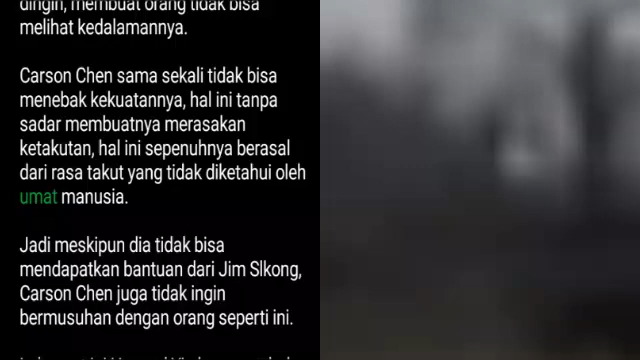 dingin, membuat orang tidak bisa
melihat kedalamannya.
Carson Chen sama sekali tidak bisa
menebak kekuatannya, hal ini tanpa
sadar membuatnya merasakan
ketakutan, hal ini sepenuhnya berasal
dari rasa takut yang tidak diketahui oleh
umat manusia.
Jadi meskipun dia tidak bisa
mendapatkan bantuan dari Jim SIkong,
Carson Chen juga tidak ingin
bermusuhan dengan orang seperti ini.